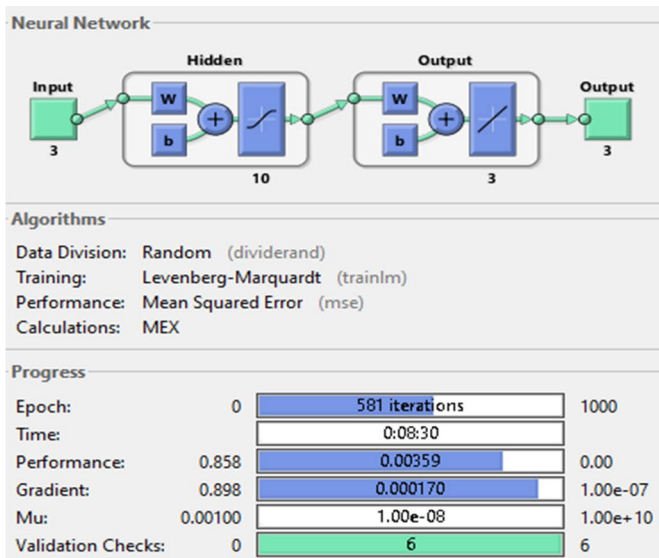 Neural Network
Hidden Output
Input Output
W W
b b
3 3
10 3
Algorithms
Data Division: Random (dividerand)
Training: Levenberg-Marquardt (trainlm)
Performance: Mean Squared Error (mse)
Calculations: MEX
Progress
Epoch: 0 581 iterations 1000
Time: 0:08:30
Performance: 0.858 0.00359 0.00
Gradient: 0.898 0.000170 1.00e-07
Mu: 0.00100 1.00e-08 1.00e+10
Validation Checks: 0 6 6